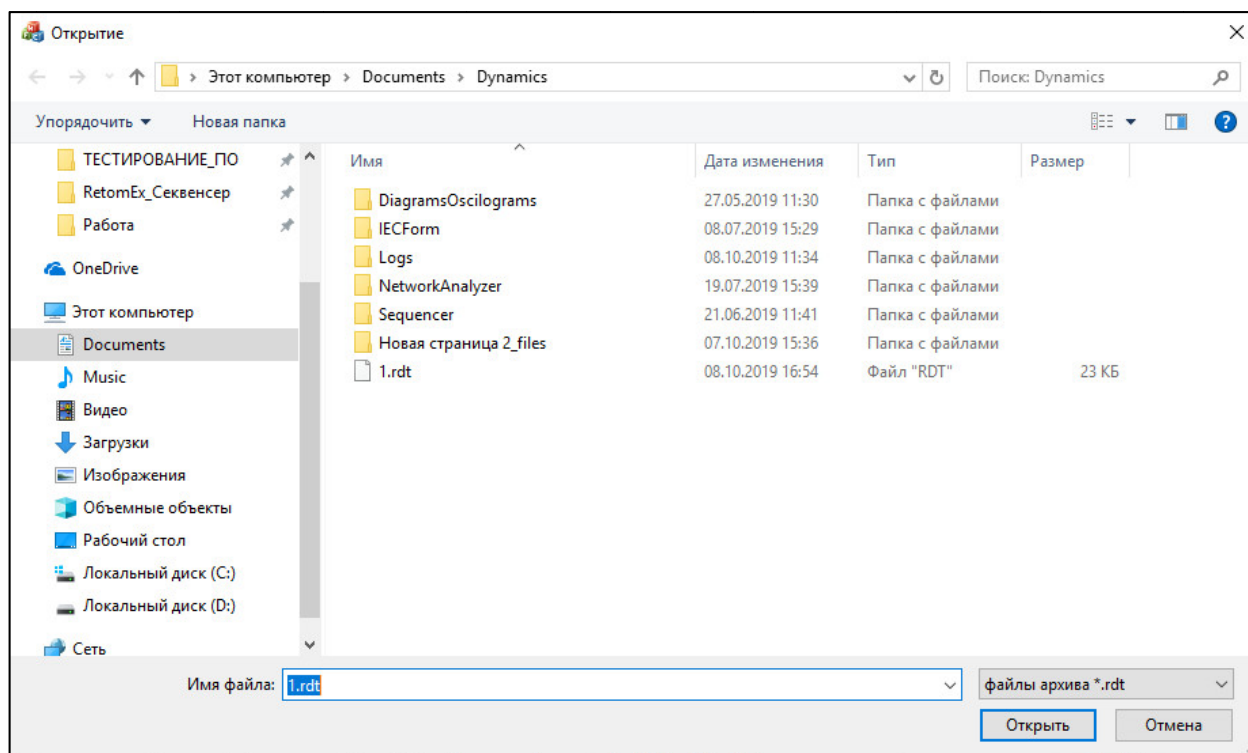 Открытие
Этот компьютер > Documents > Dynamics
Поиск: Dynamics
Упорядочить Новая папка
ТЕСТИРОВАНИЕ_ПО
RetomEx_Секвенсер
Работа
OneDrive
Этот компьютер
Documents
Music
Видео
Загрузки
Изображения
Объемные объекты
Рабочий стол
Локальный диск (C:)
Локальный диск (D:)
Сеть
Имя Дата изменения Тип Размер
DiagramsOscilograms 27.05.2019 11:30 Папка с файлами
IECForm 08.07.2019 15:29 Папка с файлами
Logs 08.10.2019 11:34 Папка с файлами
NetworkAnalyzer 19.07.2019 15:39 Папка с файлами
Sequencer 21.06.2019 11:41 Папка с файлами
Новая страница 2_files 07.10.2019 15:36 Папка с файлами
1.rdt 08.10.2019 16:54 Файл "RDT" 23 КБ
Имя файла: 1.rdt файлы архива *.rdt
Открыть Отмена